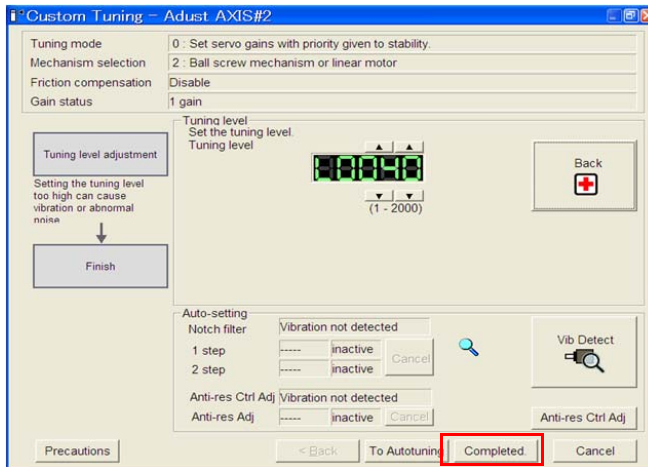 Custom Tuning - Adust AXIS#2
Tuning mode 0 : Set servo gains with priority given to stability.
Mechanism selection 2 : Ball screw mechanism or linear motor
Friction compensation Disable
Gain status 1 gain
Tuning level
Set the tuning level.
Tuning level
(1 - 2000)
Tuning level adjustment
Setting the tuning level
too high can cause
vibration or abnormal
noise
Finish
Back
Auto-setting
Notch filter Vibration not detected
1 step ----- inactive Cancel
2 step ----- inactive
Anti-res Ctrl Adj Vibration not detected
Anti-res Adj ----- inactive Cancel
Vib Detect
Anti-res Ctrl Adj
Precautions < Back To Autotuning Completed. Cancel